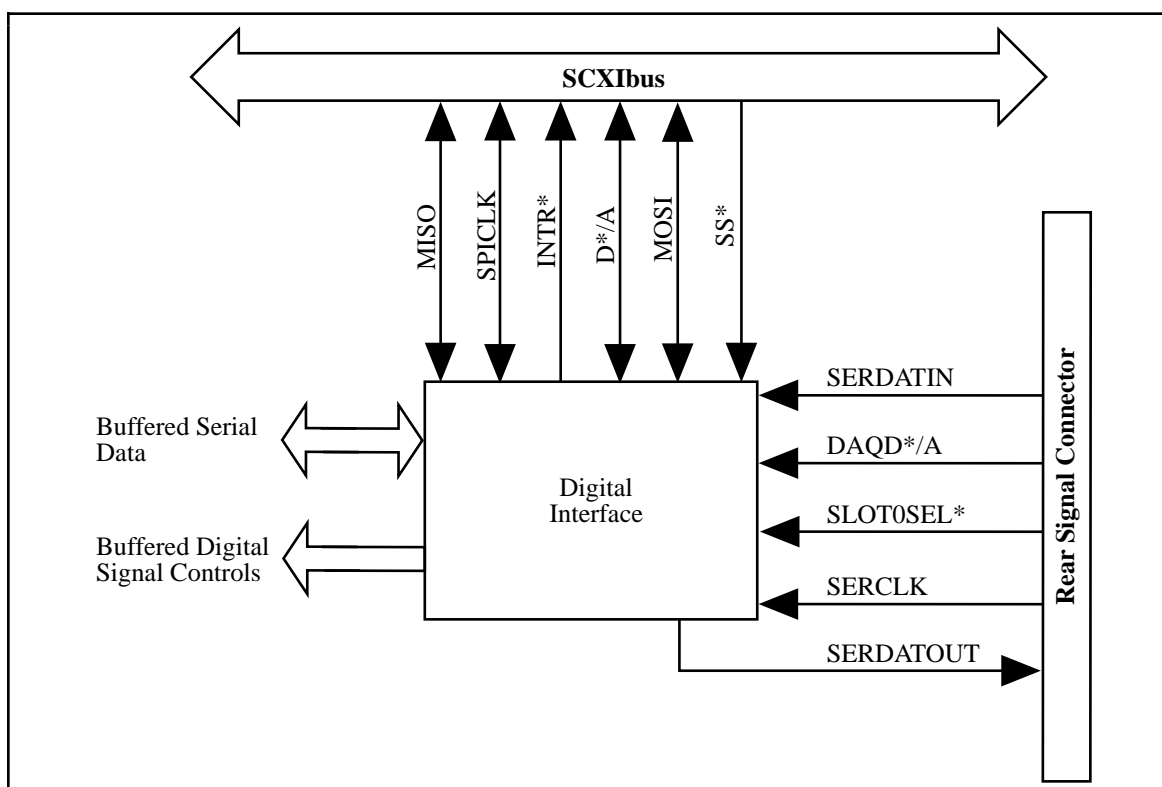 SCXIbus
MISO
SPICLK
INTR*
D*/A
MOSI
SS*
Rear Signal Connector
SERDATIN
DAQD*/A
SLOT0SEL*
SERCLK
SERDATOUT
Buffered Serial
Data
Digital
Interface
Buffered Digital
Signal Controls